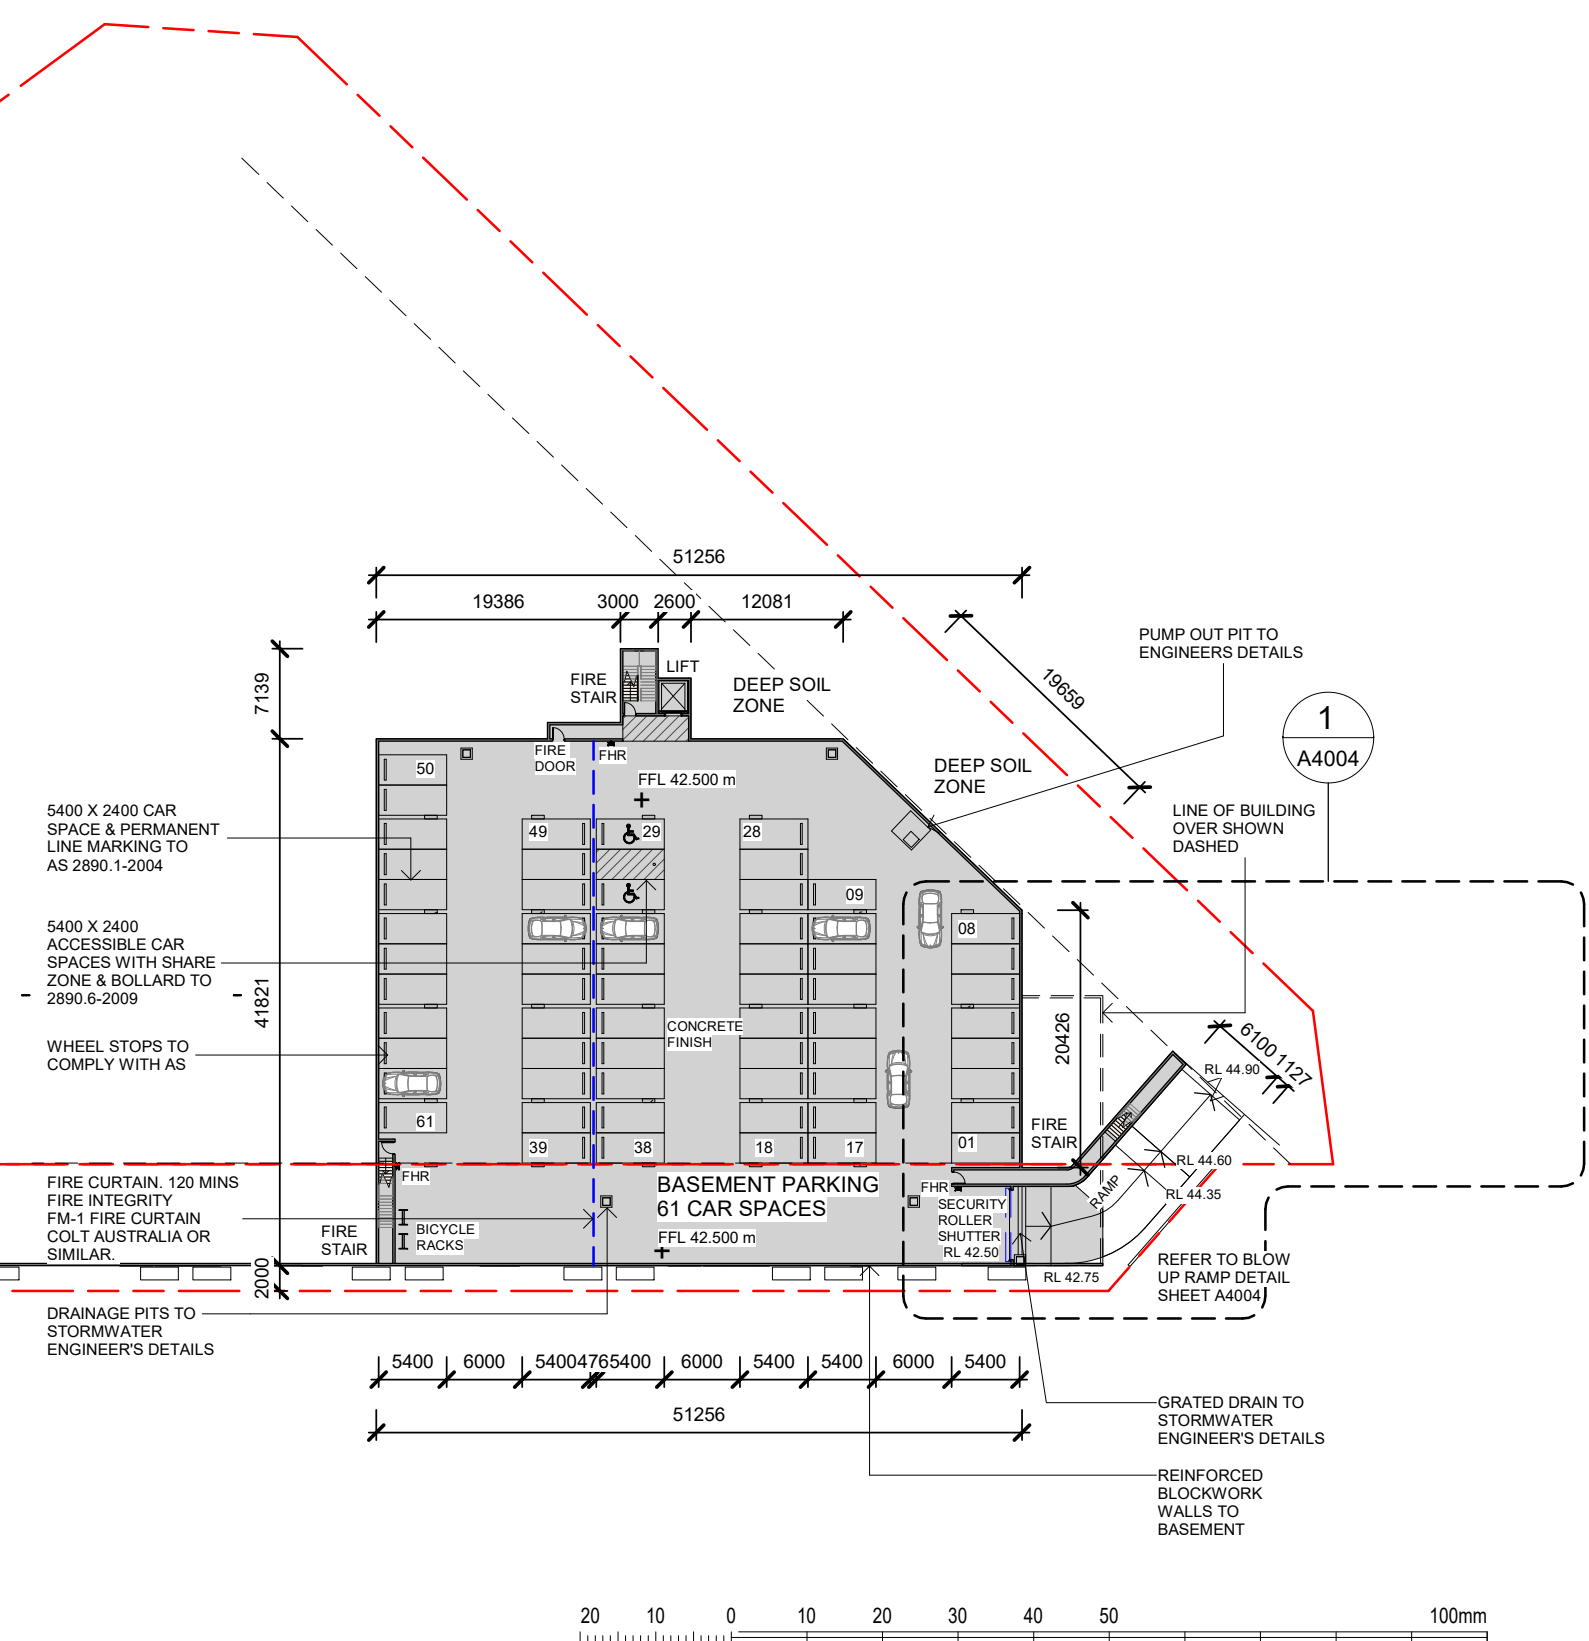 51256
19386
3000
2600
12081
19659
7139
PUMP OUT PIT TO
ENGINEERS DETAILS
1
A4004
LIFT
FIRE
STAIR
DEEP SOIL
ZONE
FIRE
DOOR
FHR
FFL 42.500 m
DEEP SOIL
ZONE
LINE OF BUILDING
OVER SHOWN
DASHED
5400 X 2400 CAR
SPACE & PERMANENT
LINE MARKING TO
AS 2890.1-2004
50
49
29
28
09
08
5400 X 2400
ACCESSIBLE CAR
SPACES WITH SHARE
ZONE & BOLLARD TO
2890.6-2009
41821
CONCRETE
FINISH
20426
6100
1127
RL 44.90
WHEEL STOPS TO
COMPLY WITH AS
61
39
38
18
17
01
FIRE
STAIR
RL 44.60
RL 44.35
RAMP
FIRE CURTAIN. 120 MINS
FIRE INTEGRITY
FM-1 FIRE CURTAIN
COLT AUSTRALIA OR
SIMILAR.
FHR
BASEMENT PARKING
61 CAR SPACES
FHR
SECURITY
ROLLER
SHUTTER
RL 42.50
FIRE
STAIR
BICYCLE
RACKS
FFL 42.500 m
RL 42.75
REFER TO BLOW
UP RAMP DETAIL
SHEET A4004
2000
DRAINAGE PITS TO
STORMWATER
ENGINEER'S DETAILS
5400
6000
5400
476
5400
6000
5400
5400
6000
5400
51256
GRATED DRAIN TO
STORMWATER
ENGINEER'S DETAILS
REINFORCED
BLOCKWORK
WALLS TO
BASEMENT
20 10 0 10 20 30 40 50 100mm